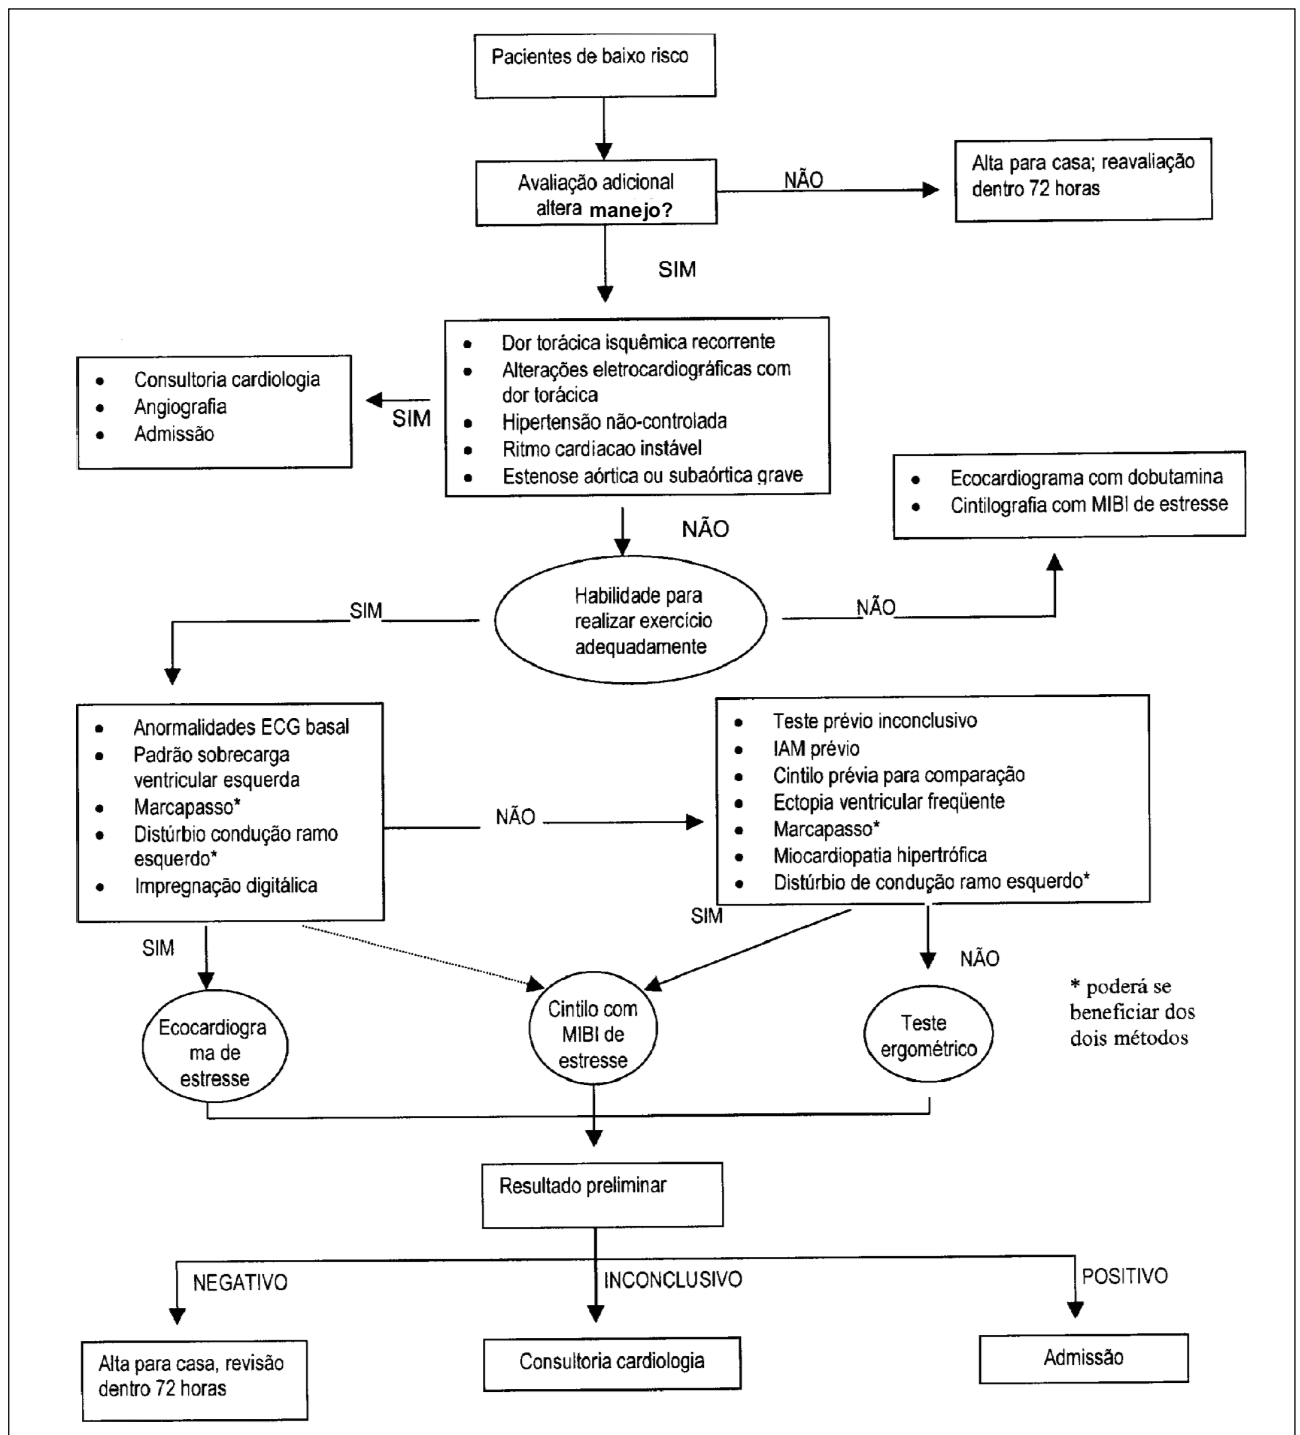 Pacientes de baixo risco
Avaliação adicional
altera manejo?
NÃO
Alta para casa; reavaliação
dentro 72 horas
SIM
• Dor torácica isquêmica recorrente
• Alterações eletrocardiográficas com
dor torácica
• Hipertensão não-controlada
• Ritmo cardiacao instável
• Estenose aórtica ou subaórtica grave
SIM
• Consultoria cardiologia
• Angiografia
• Admissão
NÃO
• Ecocardiograma com dobutamina
• Cintilografia com MIBI de estresse
Habilidade para
realizar exercício
adequadamente
SIM
NÃO
• Anormalidades ECG basal
• Padrão sobrecarga
ventricular esquerda
• Marcapasso*
• Distúrbio condução ramo
esquerdo*
• Impregnação digitálica
NÃO
• Teste prévio inconclusivo
• IAM prévio
• Cintilo prévia para comparação
• Ectopia ventricular freqüente
• Marcapasso*
• Miocardiopatia hipertrófica
• Distúrbio de condução ramo esquerdo*
SIM
SIM
NÃO
Ecocardiogra
ma de
estresse
Cintilo com
MIBI de
estresse
Teste
ergométrico
* poderá se
beneficiar dos
dois métodos
Resultado preliminar
NEGATIVO
INCONCLUSIVO
POSITIVO
Alta para casa, revisão
dentro 72 horas
Consultoria cardiologia
Admissão